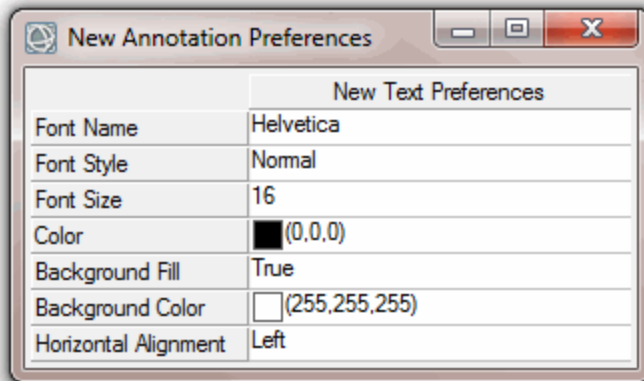 New Annotation Preferences
New Text Preferences
Font Name Helvetica
Font Style Normal
Font Size 16
Color (0,0,0)
Background Fill True
Background Color (255,255,255)
Horizontal Alignment Left